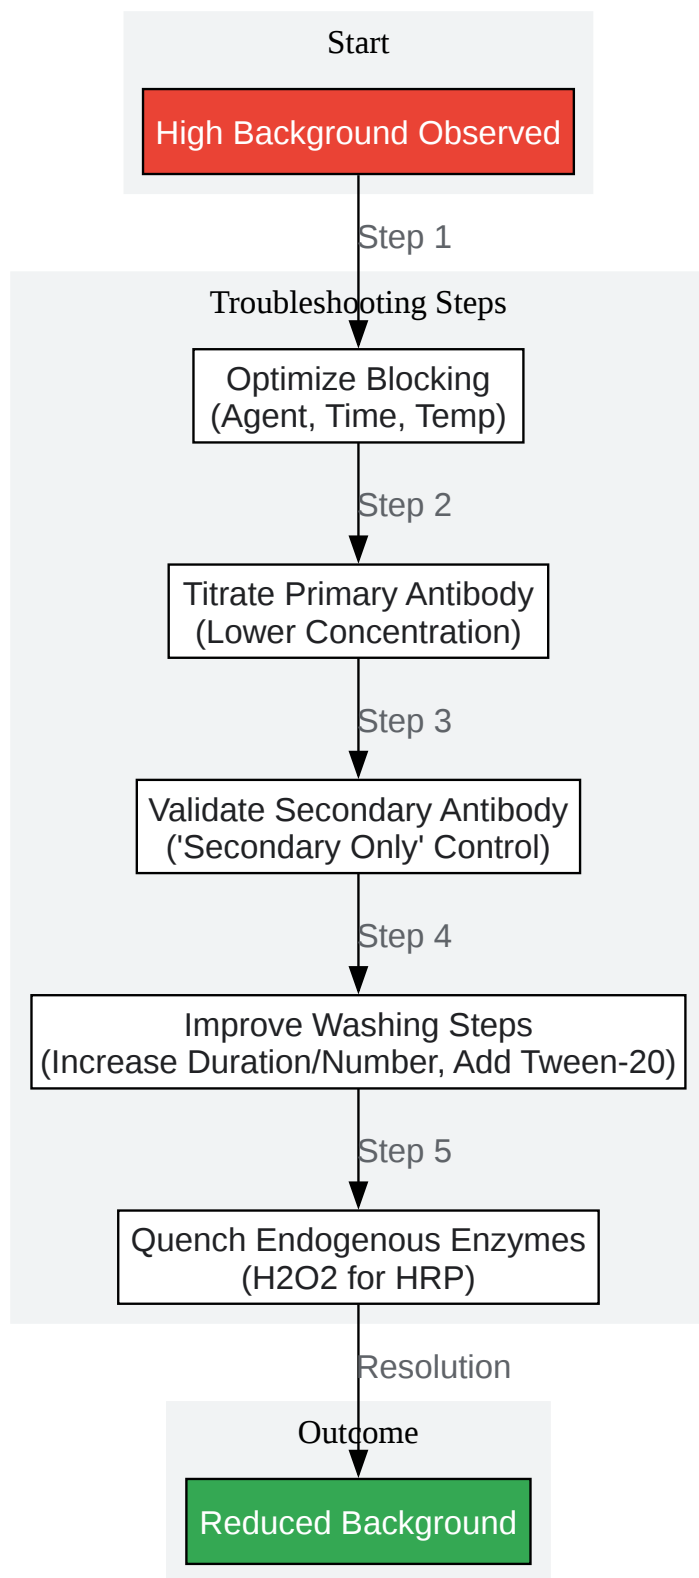 Start
High Background Observed
Step 1
Troubleshooting Steps
Optimize Blocking
(Agent, Time, Temp)
Step 2
Titrate Primary Antibody
(Lower Concentration)
Step 3
Validate Secondary Antibody
('Secondary Only' Control)
Step 4
Improve Washing Steps
(Increase Duration/Number, Add Tween-20)
Step 5
Quench Endogenous Enzymes
(H2O2 for HRP)
Resolution
Outcome
Reduced Background